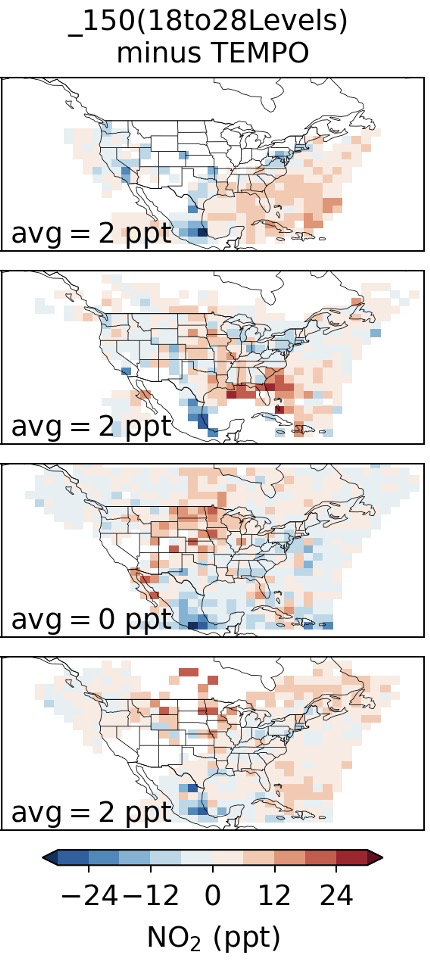 _150(18to28Levels)
minus TEMPO
avg = 2 ppt
avg = 2 ppt
avg = 0 ppt
avg = 2 ppt
−24 −12 0 12 24
NO₂ (ppt)